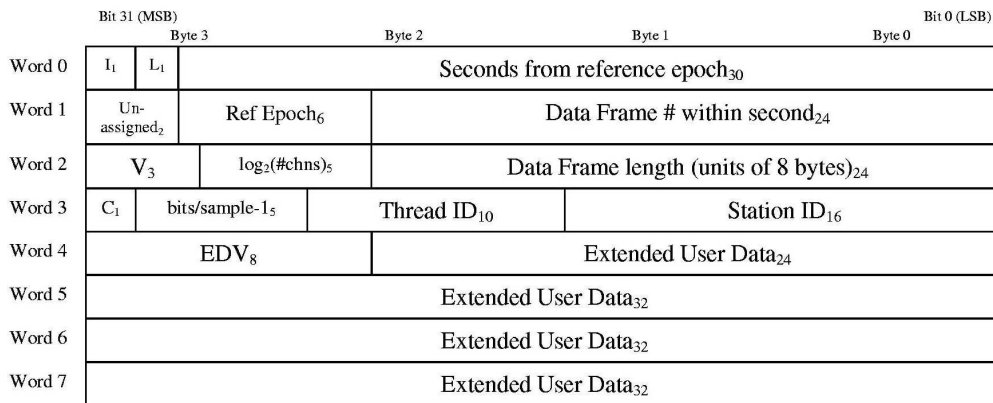 Bit 31 (MSB) Bit 0 (LSB)
Byte 3 Byte 2 Byte 1 Byte 0
Word 0 I₁ L₁ Seconds from reference epoch₃₀
Word 1 Un-assigned₂ Ref Epoch₆ Data Frame # within second₂₄
Word 2 V₃ log₂(#chns)₅ Data Frame length (units of 8 bytes)₂₄
Word 3 C₁ bits/sample-1₅ Thread ID₁₀ Station ID₁₆
Word 4 EDV₈ Extended User Data₂₄
Word 5 Extended User Data₃₂
Word 6 Extended User Data₃₂
Word 7 Extended User Data₃₂